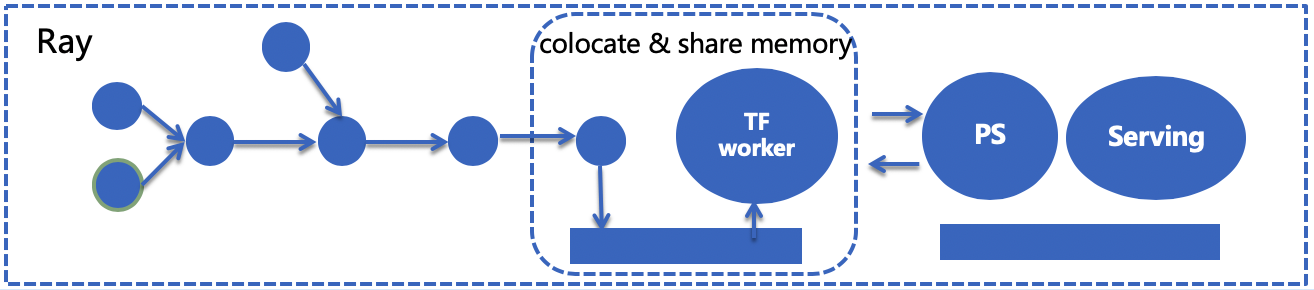 Ray
colocate & share memory
TF
worker
PS
Serving